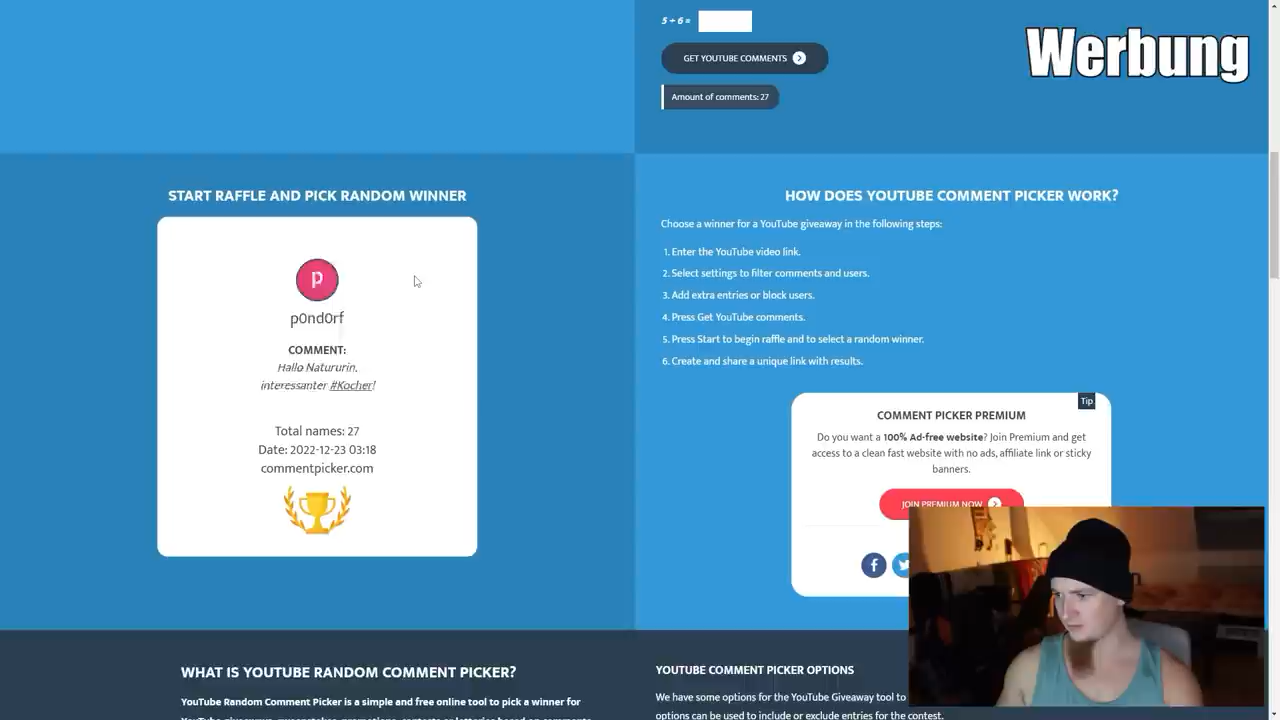 5 + 6 =
GET YOUTUBE COMMENTS
Amount of comments: 27
Werbung
START RAFFLE AND PICK RANDOM WINNER
p
p0nd0rf
COMMENT:
Hallo Natururin,
interessanter #Kocher!
Total names: 27
Date: 2022-12-23 03:18
commentpicker.com
HOW DOES YOUTUBE COMMENT PICKER WORK?
Choose a winner for a YouTube giveaway in the following steps:
1. Enter the YouTube video link.
2. Select settings to filter comments and users.
3. Add extra entries or block users.
4. Press Get YouTube comments.
5. Press Start to begin raffle and to select a random winner.
6. Create and share a unique link with results.
Tip
COMMENT PICKER PREMIUM
Do you want a 100% Ad-free website? Join Premium and get
access to a clean fast website with no ads, affiliate link or sticky
banners.
JOIN PREMIUM NOW
f
WHAT IS YOUTUBE RANDOM COMMENT PICKER?
YouTube Random Comment Picker is a simple and free online tool to pick a winner for
YOUTUBE COMMENT PICKER OPTIONS
We have some options for the YouTube Giveaway tool to
options can be used to include or exclude entries for the contest.